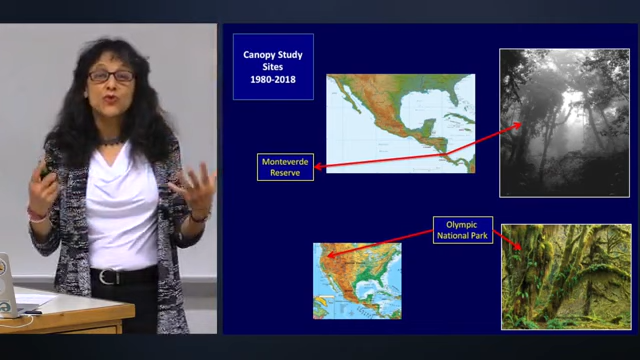 Canopy Study
Sites
1980-2018
Monteverde
Reserve
Olympic
National Park